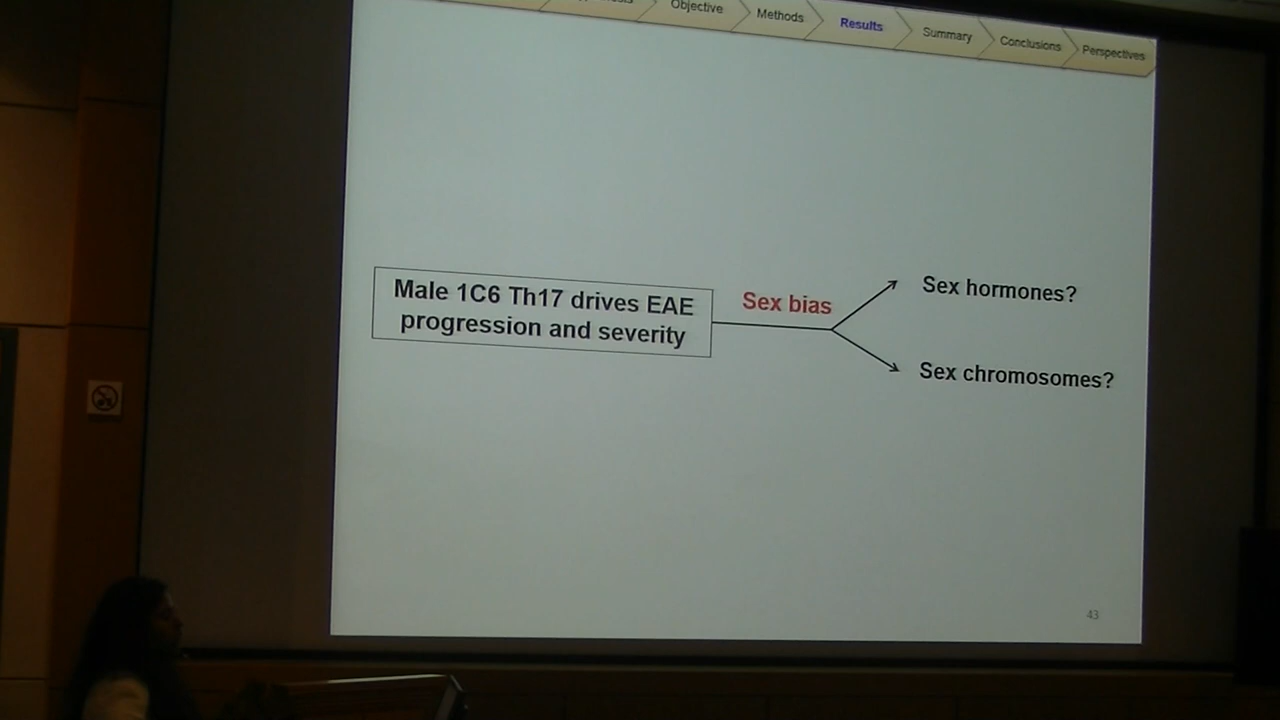 Objective
Methods
Results
Summary
Conclusions
Perspectives
Male 1C6 Th17 drives EAE
progression and severity
Sex bias
Sex hormones?
Sex chromosomes?
43